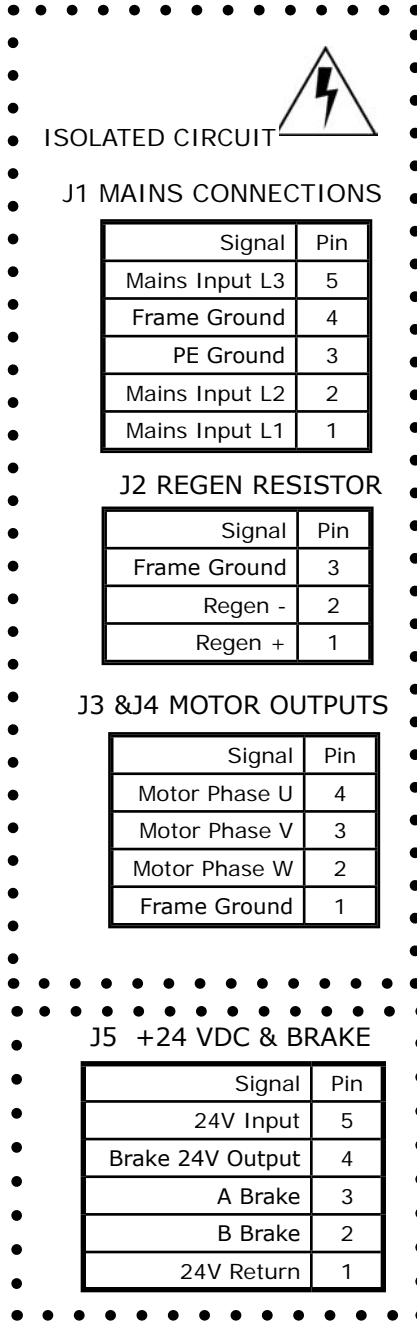 ISOLATED CIRCUIT
J1 MAINS CONNECTIONS
Signal Pin
Mains Input L3 5
Frame Ground 4
PE Ground 3
Mains Input L2 2
Mains Input L1 1
J2 REGEN RESISTOR
Signal Pin
Frame Ground 3
Regen - 2
Regen + 1
J3 &J4 MOTOR OUTPUTS
Signal Pin
Motor Phase U 4
Motor Phase V 3
Motor Phase W 2
Frame Ground 1
J5 +24 VDC & BRAKE
Signal Pin
24V Input 5
Brake 24V Output 4
A Brake 3
B Brake 2
24V Return 1